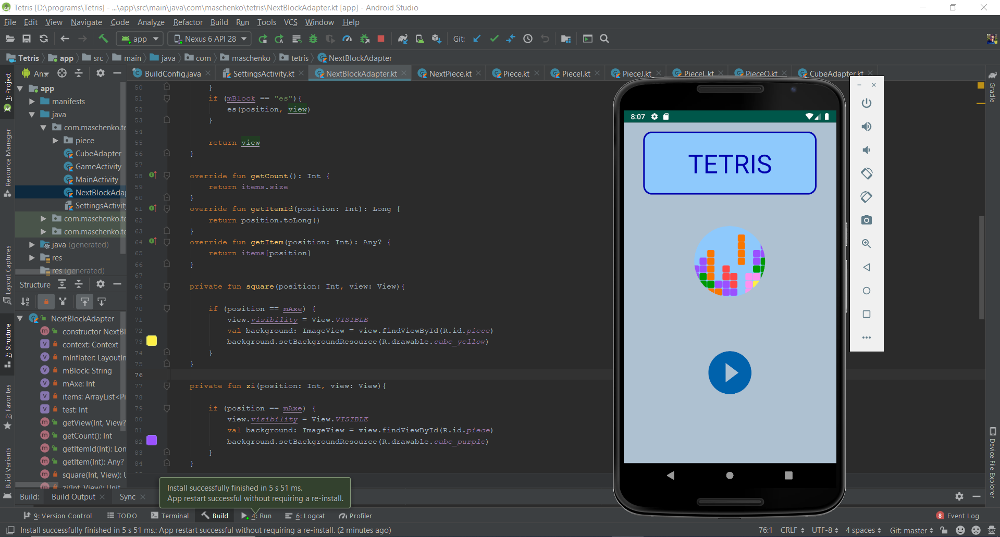 Tetris [D:\programs\Tetris] - ...\app\src\main\java\com\maschenko\tetris\NextBlockAdapter.kt [app] - Android Studio
File Edit View Navigate Code Analyze Refactor Build Run Tools VCS Window Help
app Nexus 6 API 28 Git:
Tetris app src main java com maschenko tetris NextBlockAdapter
An... BuildConfig.java SettingsActivity.kt NextBlockAdapter.kt NextPiece.kt Piece.kt PieceI.kt PieceJ.kt PieceL.kt PieceO.kt CubeAdapter.kt
1: Project
Resource Manager
Layout Captures
7: Structure
2: Favorites
Build Variants
app
manifests
java
com.maschenko.te
piece
CubeAdapter
GameActivity
MainActivity
NextBlockAdap
SettingsActivity
com.maschenko.te
com.maschenko.te
java (generated)
res
res (generated)
Structure
NextBlockAdapter
constructor NextBl
context: Context
mInflater: LayoutIn
mBlock: String
mAxe: Int
items: ArrayList<Pi
test: Int
getView(Int, View?
getCount(): Int
getItemId(Int): Lon
getItem(Int): Any?
square(Int, View): U
zi(Int, View): Unit
50 }
51 if (mBlock == "es"){
52 es(position, view)
53 }
54
55 return view
56 }
57
58 override fun getCount(): Int {
59 return items.size
60 }
61 override fun getItemId(position: Int): Long {
62 return position.toLong()
63 }
64 override fun getItem(position: Int): Any? {
65 return items[position]
66 }
67
68 private fun square(position: Int, view: View){
69
70 if (position == mAxe) {
71 view.visibility = View.VISIBLE
72 val background: ImageView = view.findViewById(R.id.piece)
73 background.setBackgroundResource(R.drawable.cube_yellow)
74 }
75 }
76
77 private fun zi(position: Int, view: View){
78
79 if (position == mAxe) {
80 view.visibility = View.VISIBLE
81 val background: ImageView = view.findViewById(R.id.piece)
82 background.setBackgroundResource(R.drawable.cube_purple)
83 }
84 }
8:07
TETRIS
Gradle
Device File Explorer
Install successfully finished in 5 s 51 ms.
App restart successful without requiring a re-install.
Build: Build Output Sync
9: Version Control TODO Terminal Build 4: Run 6: Logcat Profiler 8 Event Log
Install successfully finished in 5 s 51 ms.: App restart successful without requiring a re-install. (2 minutes ago) 76:1 CRLF UTF-8 4 spaces Git: master